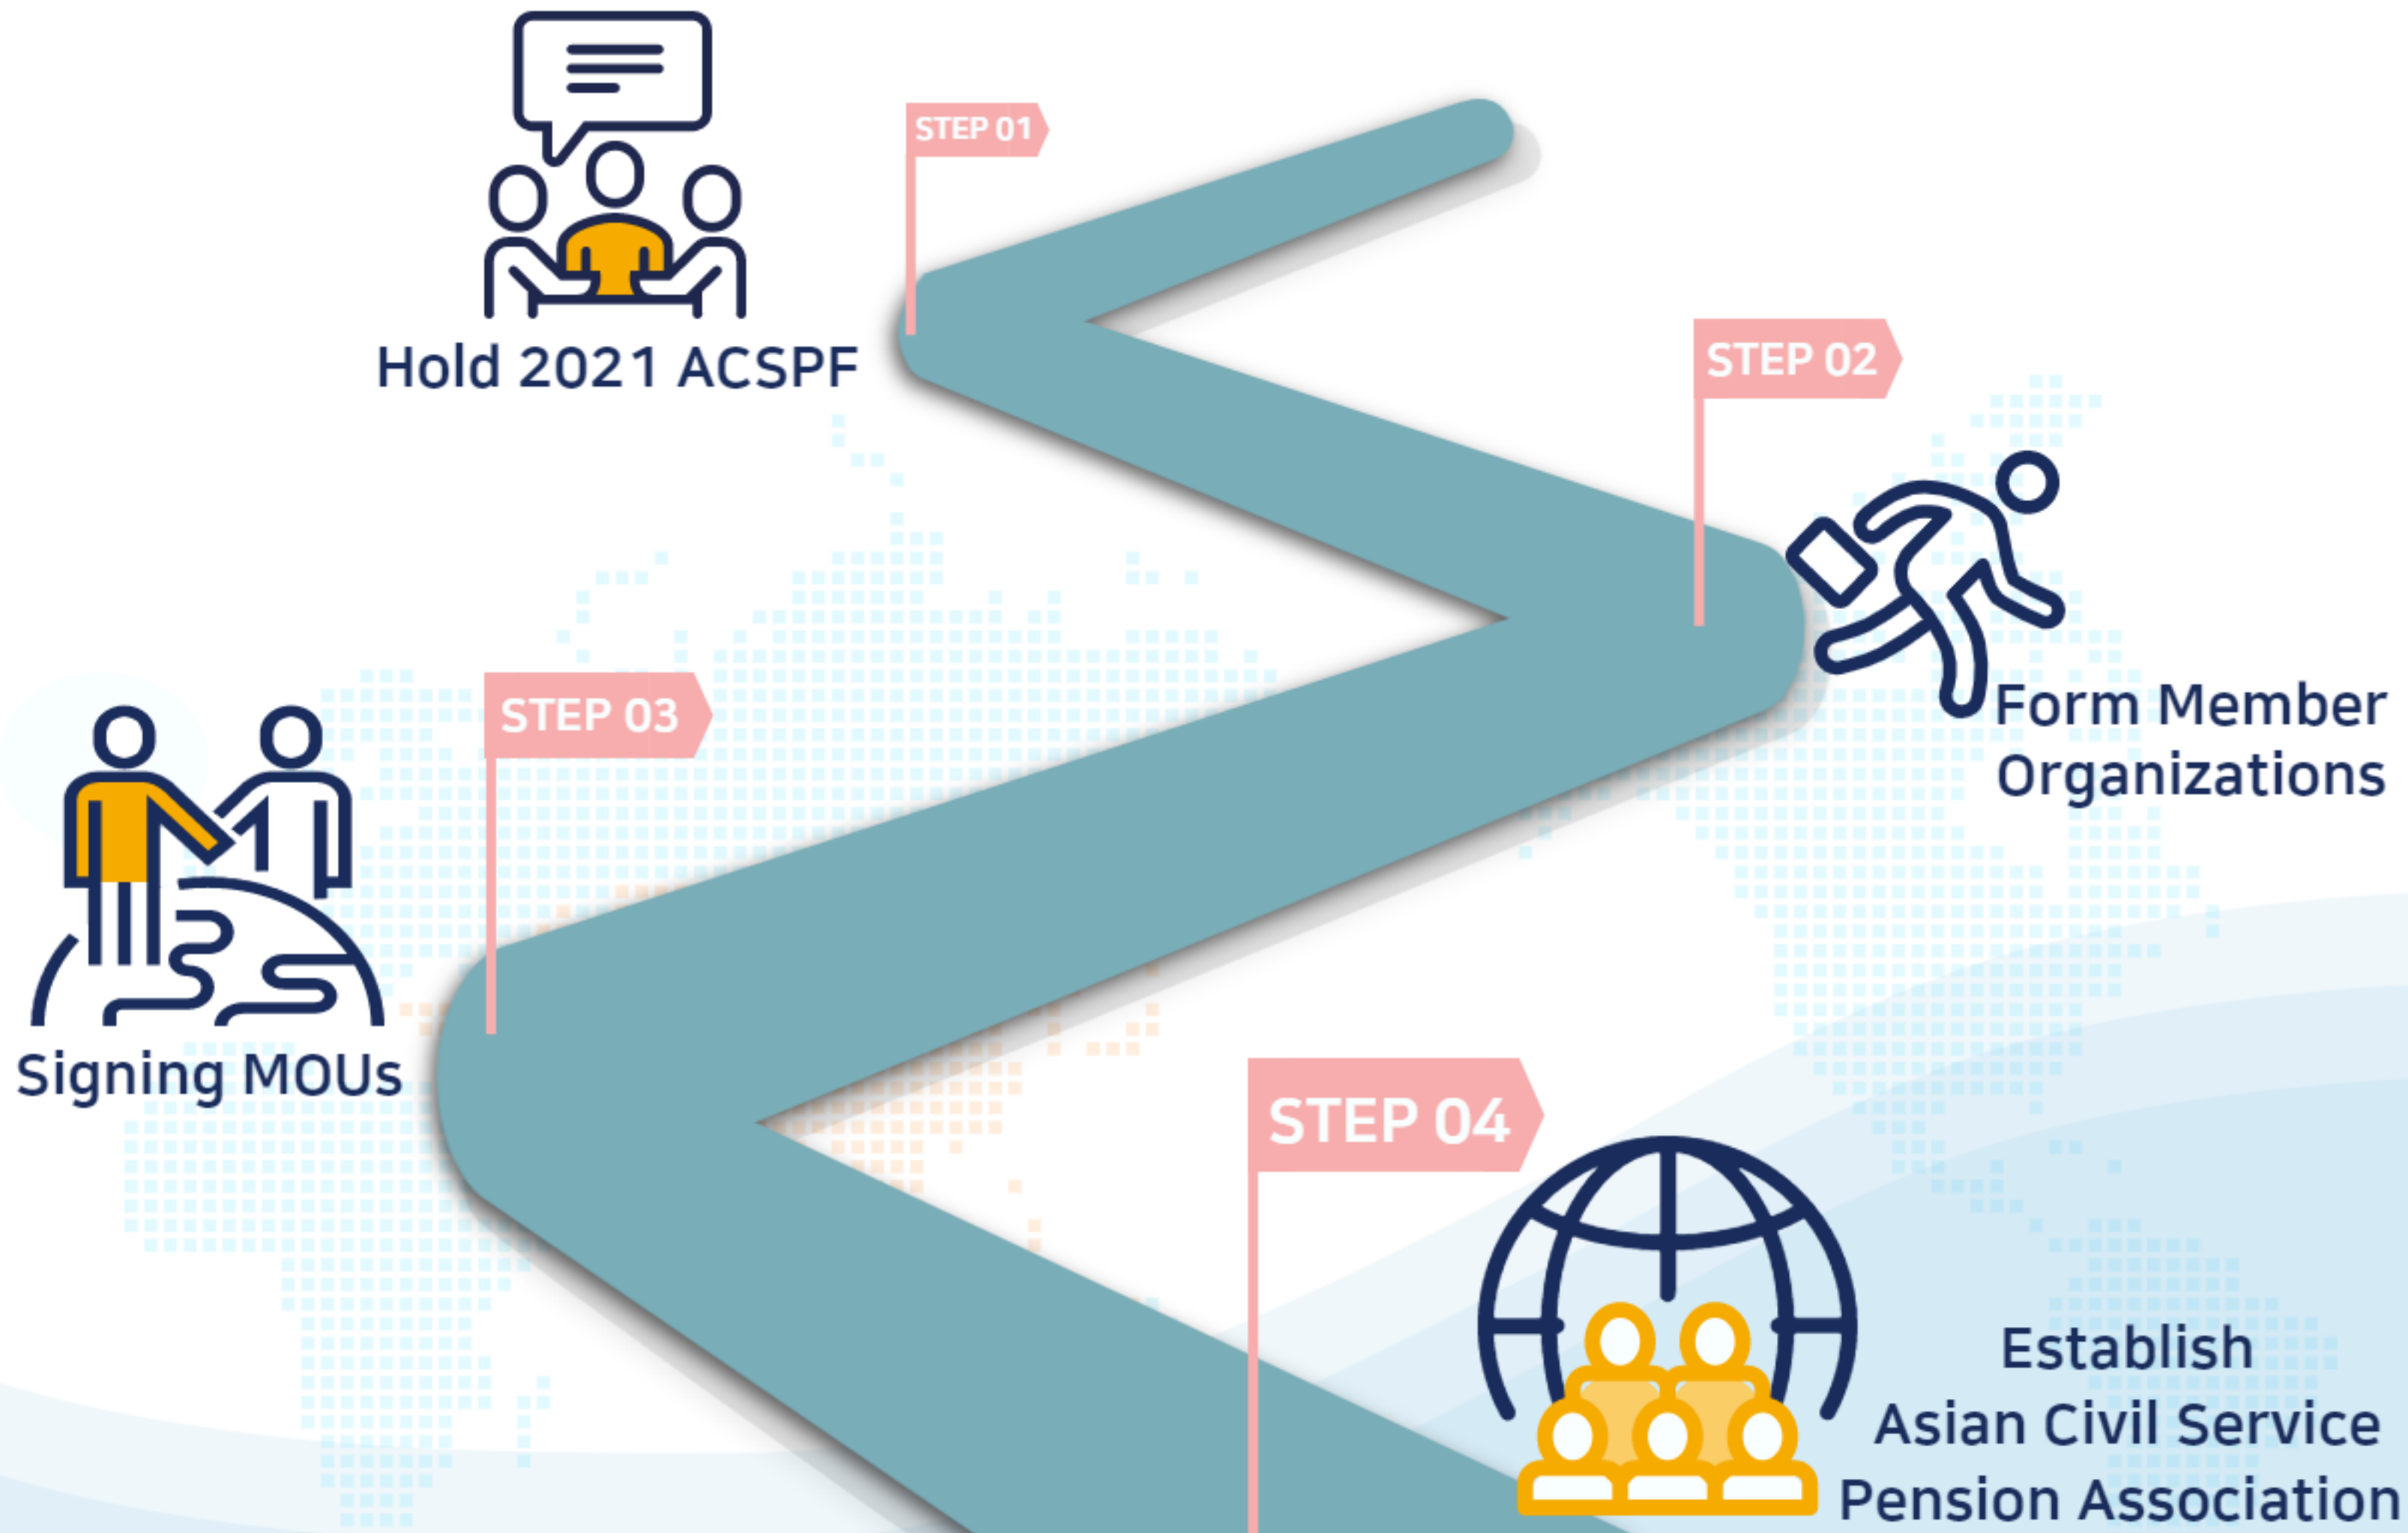 STEP 01
Hold 2021 ACSPF
STEP 02
Form Member
Organizations
STEP 03
Signing MOUs
STEP 04
Establish
Asian Civil Service
Pension Association